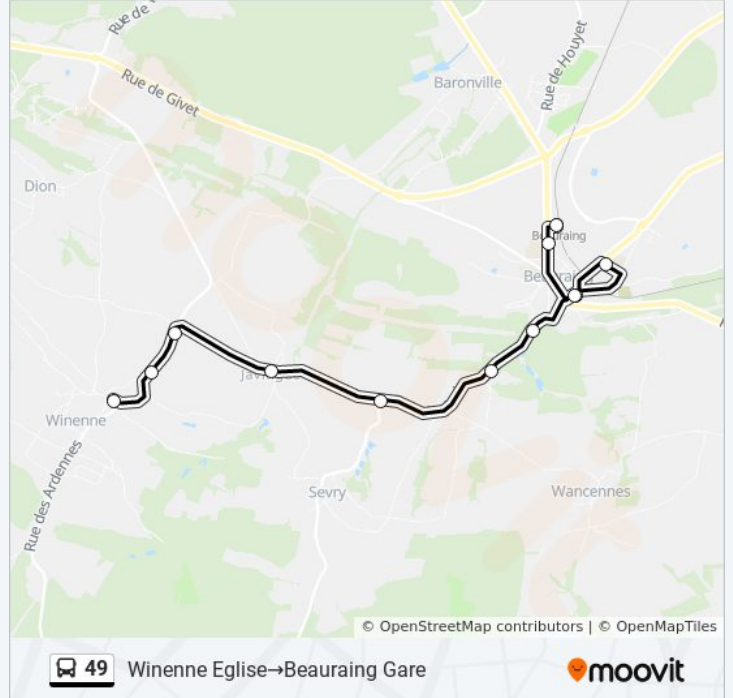 Rue de Givet
Rue de Houyet
Baronville
Dion
Beauraing
Winenne
Rue des Ardennes
Sevry
Wancennes
© OpenStreetMap contributors | © OpenMapTiles
49 Winenne Eglise→Beauraing Gare
moovit